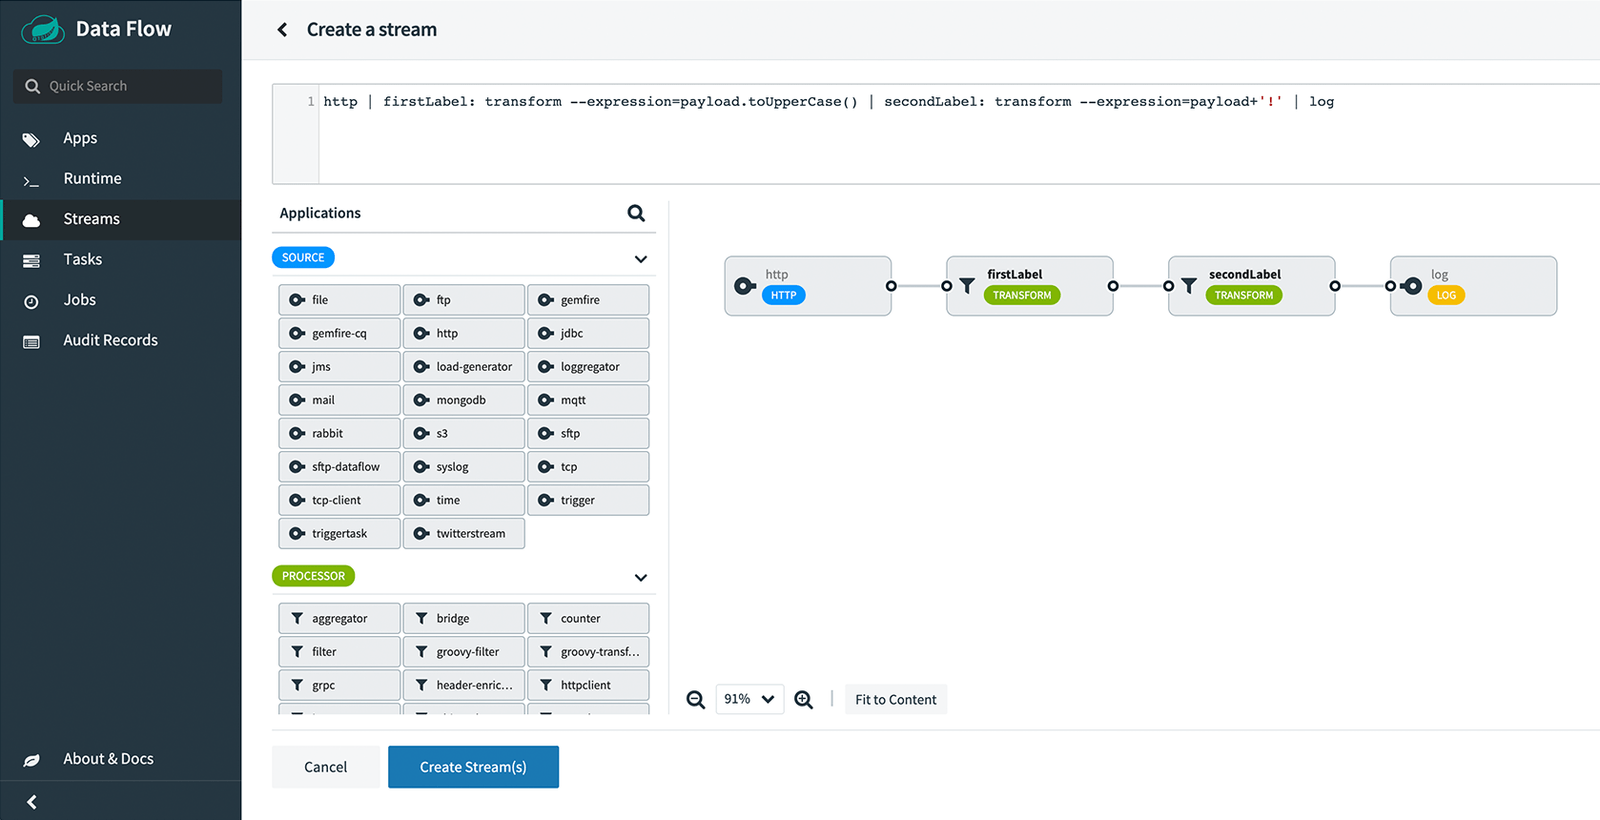 Data Flow
Quick Search
Apps
Runtime
Streams
Tasks
Jobs
Audit Records
About & Docs
Create a stream
1 http | firstLabel: transform --expression=payload.toUpperCase() | secondLabel: transform --expression=payload+'!' | log
Applications
SOURCE
file ftp gemfire
gemfire-cq http jdbc
jms load-generator loggregator
mail mongodb mqtt
rabbit s3 sftp
sftp-dataflow syslog tcp
tcp-client time trigger
triggertask twitterstream
PROCESSOR
aggregator bridge counter
filter groovy-filter groovy-transf...
grpc header-enric... httpclient
http
HTTP
firstLabel
TRANSFORM
secondLabel
TRANSFORM
log
LOG
91%
Fit to Content
Cancel
Create Stream(s)